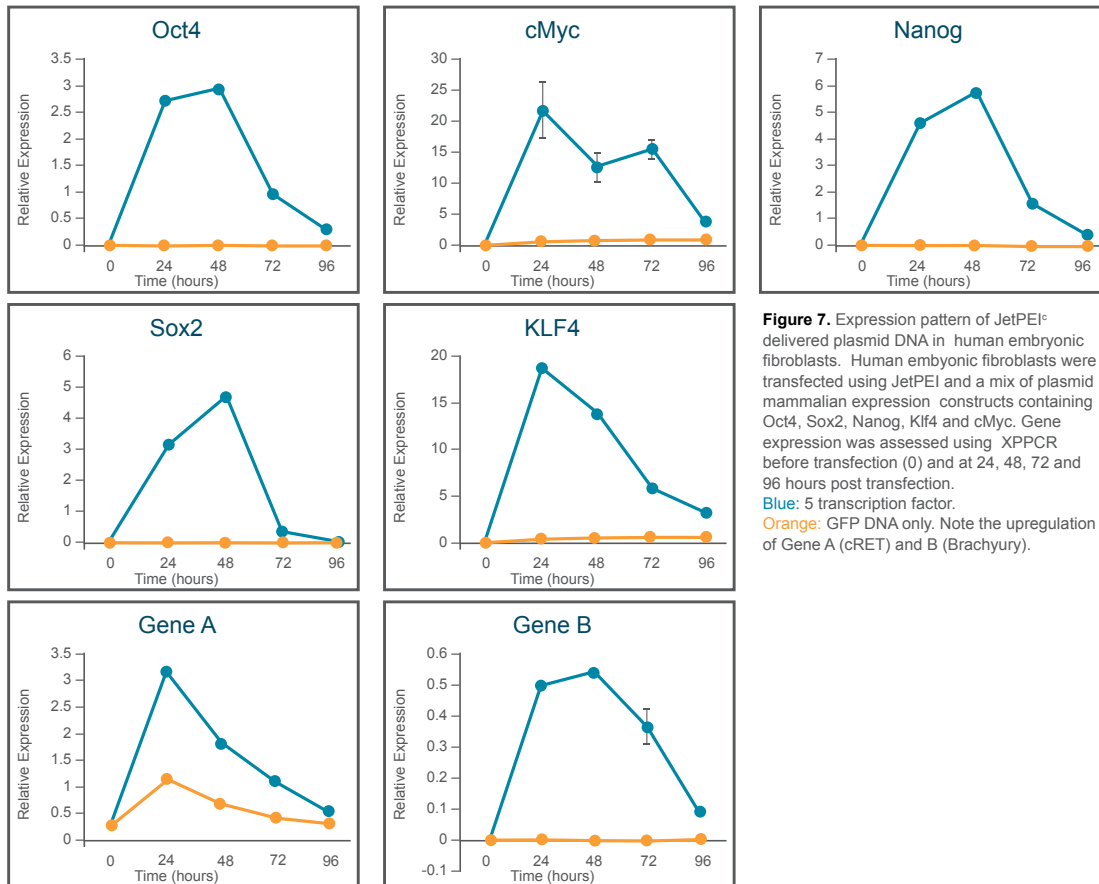 Oct4
3.5
3
2.5
2
1.5
1
0.5
0
Relative Expression
0 24 48 72 96
Time (hours)
cMyc
30
25
20
15
10
5
0
Relative Expression
0 24 48 72 96
Time (hours)
Nanog
7
6
5
4
3
2
1
0
Relative Expression
0 24 48 72 96
Time (hours)
Sox2
6
5
4
3
2
1
0
Relative Expression
0 24 48 72 96
Time (hours)
KLF4
20
15
10
5
0
Relative Expression
0 24 48 72 96
Time (hours)
Figure 7. Expression pattern of JetPEIᶜ
delivered plasmid DNA in human embryonic
fibroblasts. Human embyonic fibroblasts were
transfected using JetPEI and a mix of plasmid
mammalian expression constructs containing
Oct4, Sox2, Nanog, Klf4 and cMyc. Gene
expression was assessed using XPPCR
before transfection (0) and at 24, 48, 72 and
96 hours post transfection.
Blue: 5 transcription factor.
Orange: GFP DNA only. Note the upregulation
of Gene A (cRET) and B (Brachyury).
Gene A
3.5
3
2.5
2
1.5
1
0.5
0
Relative Expression
0 24 48 72 96
Time (hours)
Gene B
0.6
0.5
0.4
0.3
0.2
0.1
0
-0.1
Relative Expression
0 24 48 72 96
Time (hours)